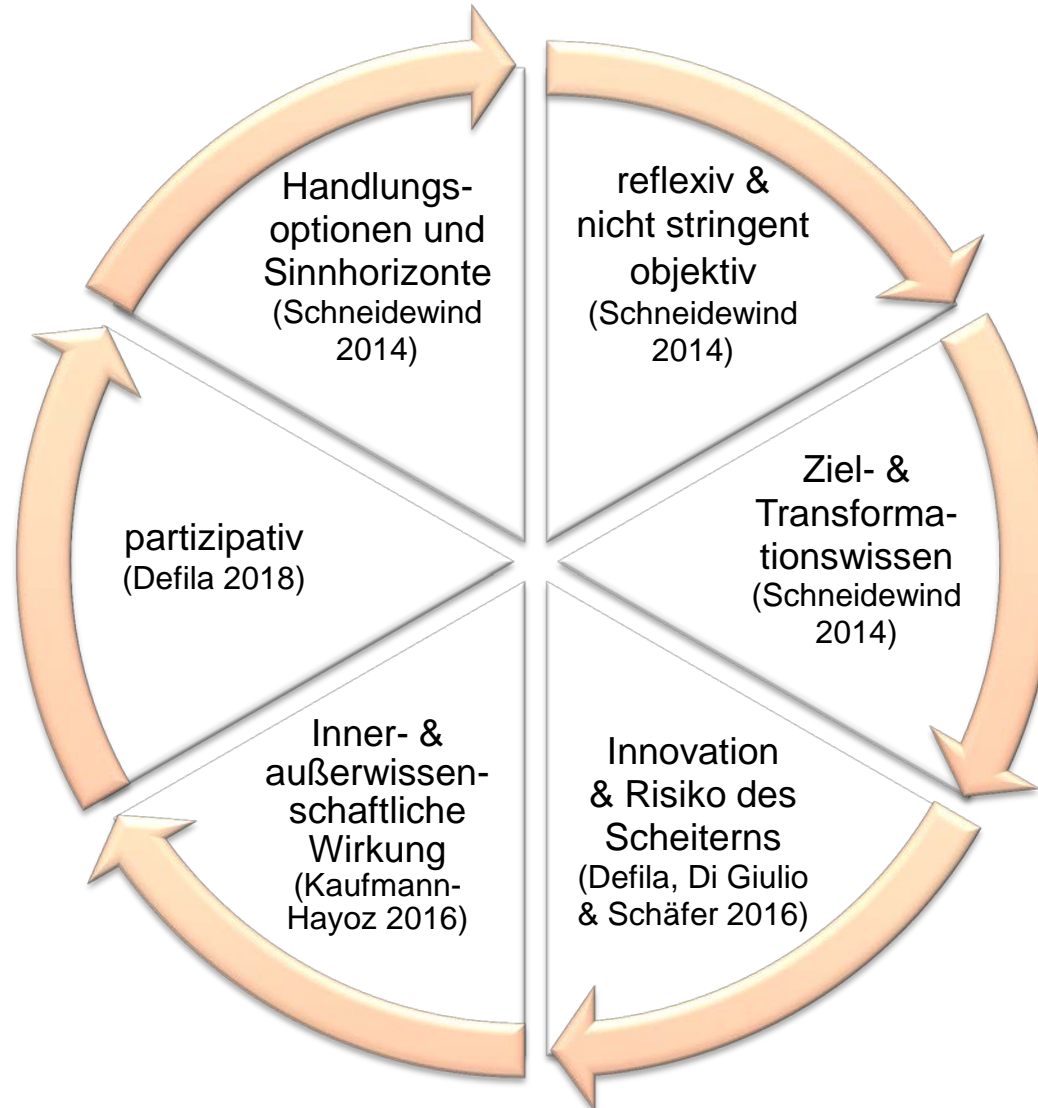 Handlungs-
optionen und
Sinnhorizonte
(Schneidewind
2014)
reflexiv &
nicht stringent
objektiv
(Schneidewind
2014)
Ziel- &
Transforma-
tionswissen
(Schneidewind
2014)
Innovation
& Risiko des
Scheiterns
(Defila, Di Giulio
& Schäfer 2016)
Inner- &
außerwissen-
schaftliche
Wirkung
(Kaufmann-
Hayoz 2016)
partizipativ
(Defila 2018)